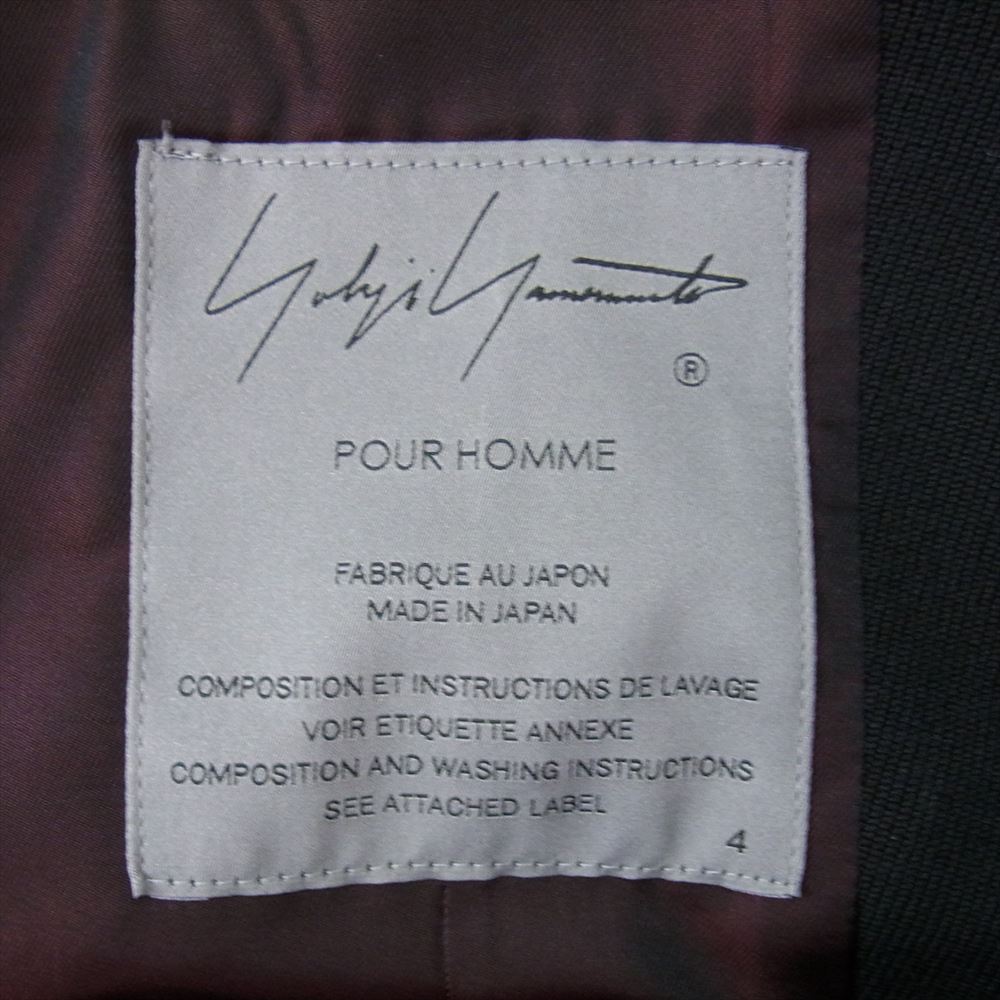 Yohji Yamamoto
®
POUR HOMME
FABRIQUE AU JAPON
MADE IN JAPAN
COMPOSITION ET INSTRUCTIONS DE LAVAGE
VOIR ETIQUETTE ANNEXE
COMPOSITION AND WASHING INSTRUCTIONS
SEE ATTACHED LABEL
4